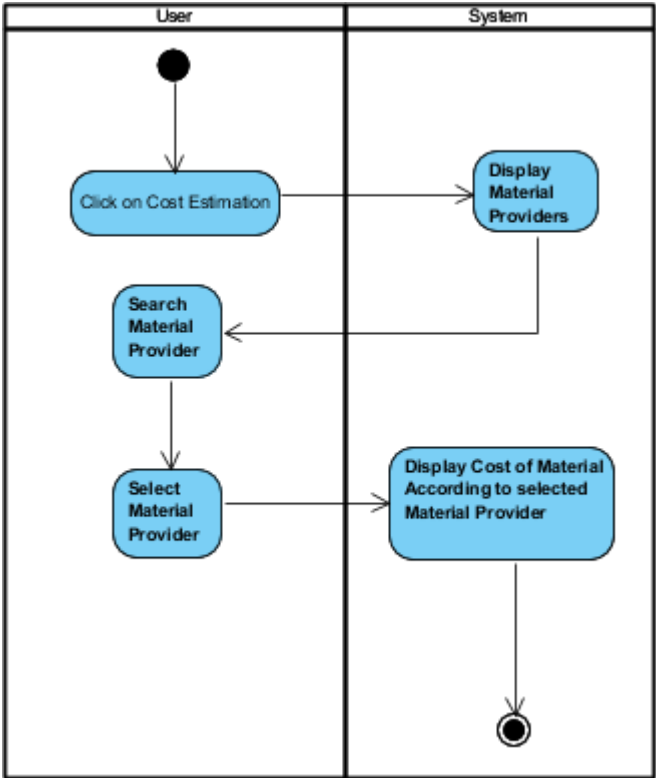 User
System
Click on Cost Estimation
Display
Material
Providers
Search
Material
Provider
Select
Material
Provider
Display Cost of Material
According to selected
Material Provider